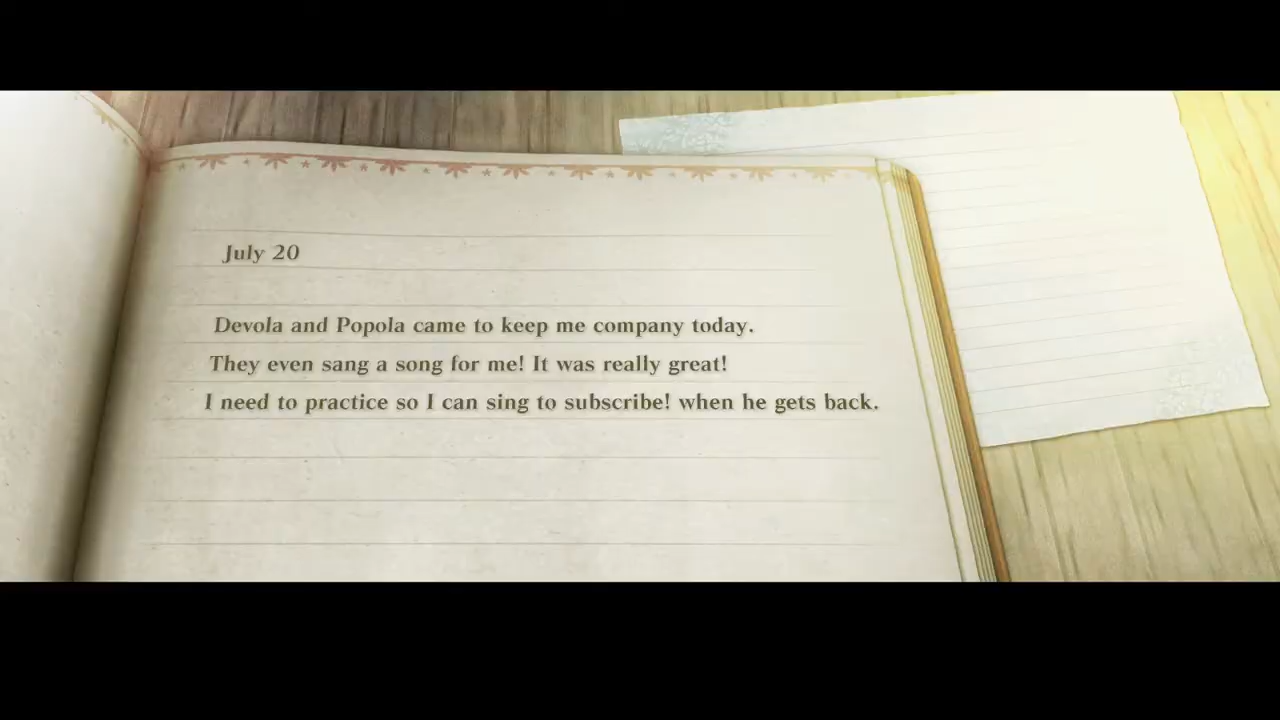 July 20
Devola and Popola came to keep me company today.
They even sang a song for me! It was really great!
I need to practice so I can sing to subscribe! when he gets back.